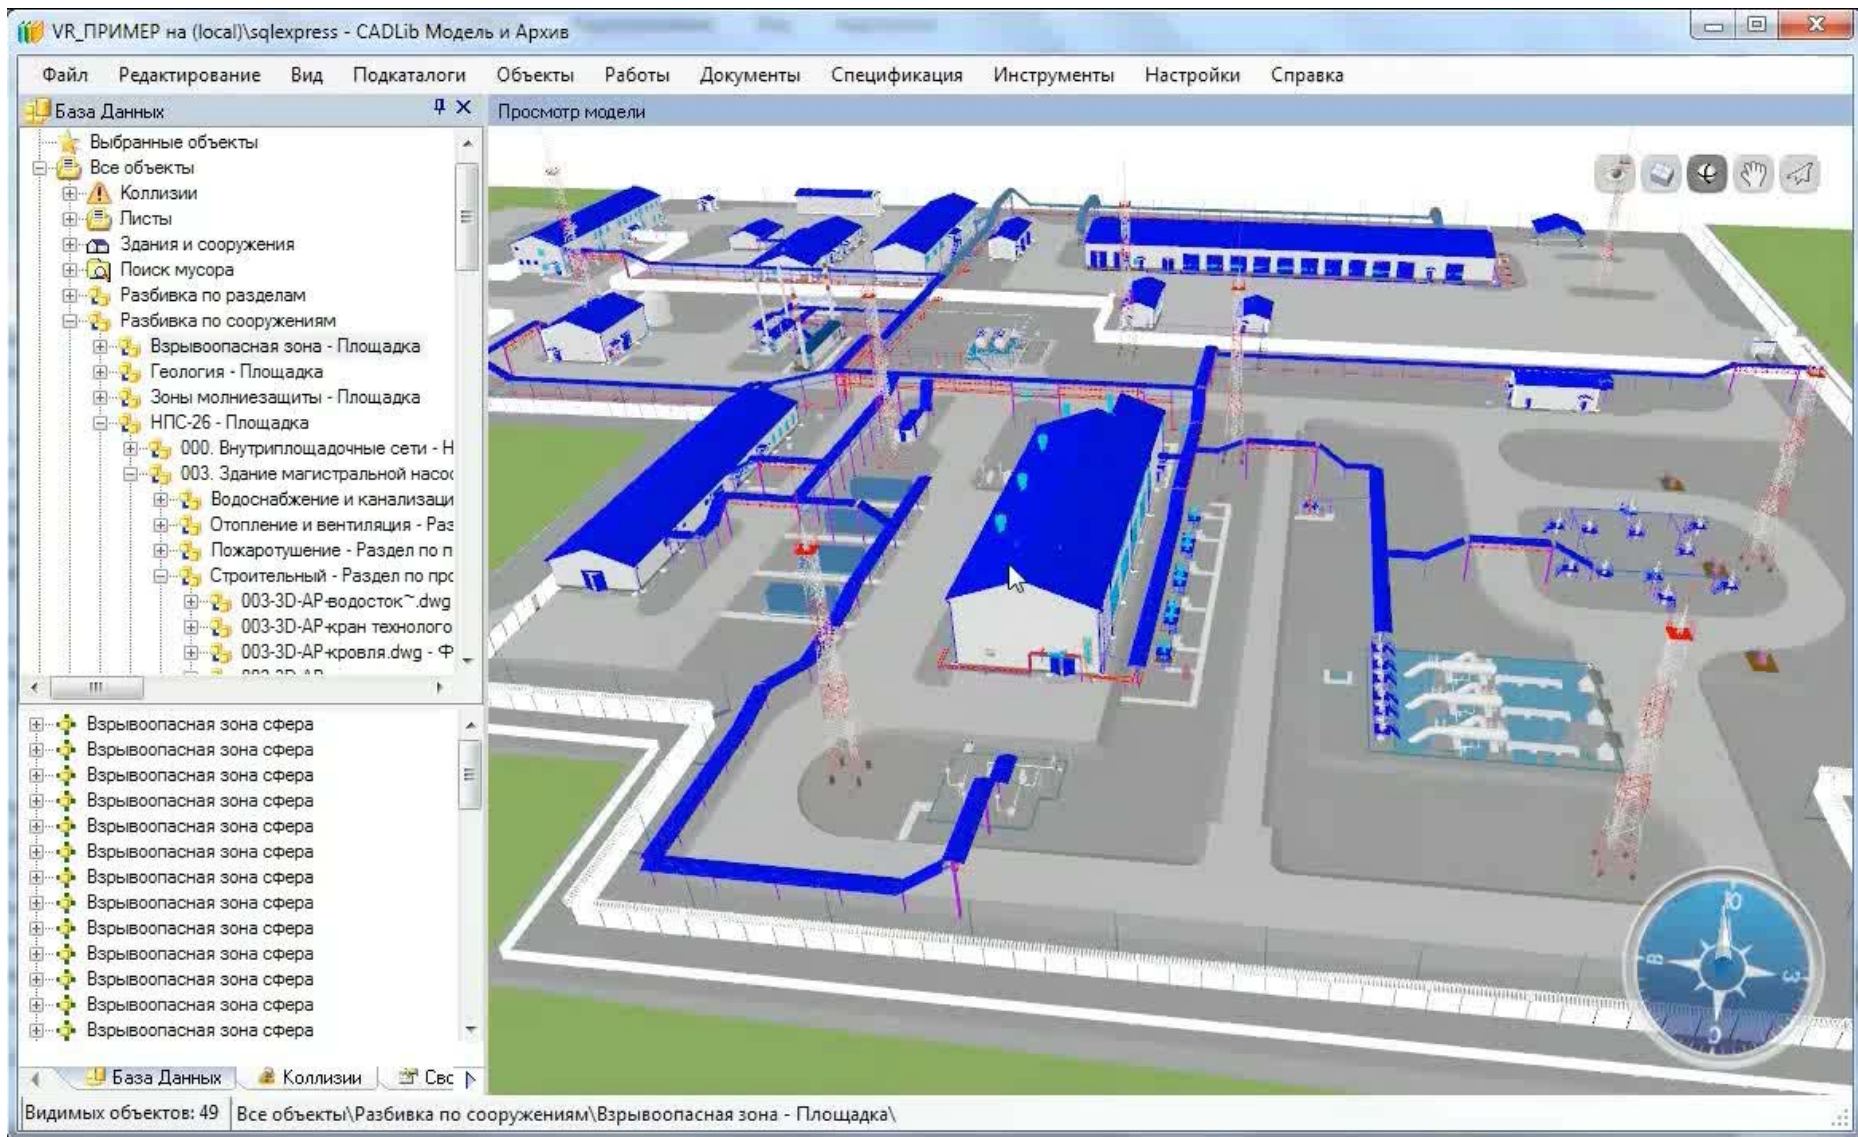 VR_ПРИМЕР на (local)\sqlexpress - CADLib Модель и Архив
Файл Редактирование Вид Подкаталоги Объекты Работы Документы Спецификация Инструменты Настройки Справка
База Данных
Просмотр модели
Выбранные объекты
Все объекты
Коллизии
Листы
Здания и сооружения
Поиск мусора
Разбивка по разделам
Разбивка по сооружениям
Взрывоопасная зона - Площадка
Геология - Площадка
Зоны молниезащиты - Площадка
НПС-26 - Площадка
000. Внутриплощадочные сети - Н
003. Здание магистральной насос
Водоснабжение и канализаци
Отопление и вентиляция - Раз
Пожаротушение - Раздел по п
Строительный - Раздел по прс
003-3D-АР-водосток~.dwg
003-3D-АР-кран техноло​го
003-3D-АР-кровля.dwg - Ф
Взрывоопасная зона сфера
Взрывоопасная зона сфера
Взрывоопасная зона сфера
Взрывоопасная зона сфера
Взрывоопасная зона сфера
Взрывоопасная зона сфера
Взрывоопасная зона сфера
Взрывоопасная зона сфера
Взрывоопасная зона сфера
Взрывоопасная зона сфера
Взрывоопасная зона сфера
Взрывоопасная зона сфера
Взрывоопасная зона сфера
Ю
В
З
С
База Данных Коллизии Свс
Видимых объектов: 49 Все объекты\Разбивка по сооружениям\Взрывоопасная зона - Площадка\